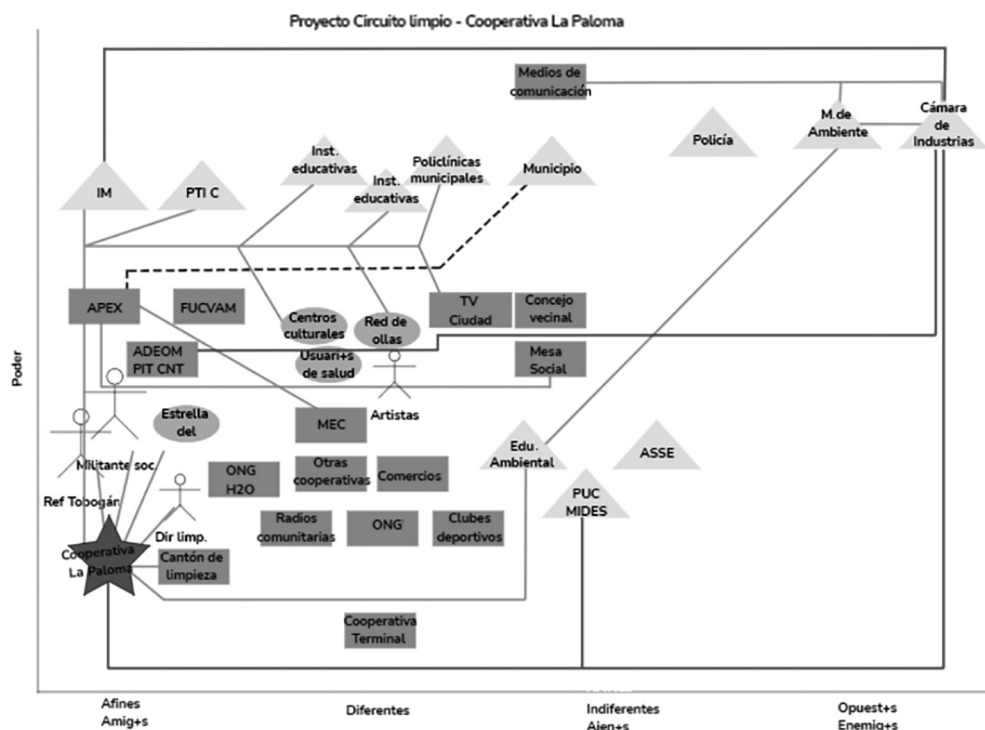 Proyecto Circuito limpio - Cooperativa La Paloma
Medios de
comunicación
M. de
Ambiente
Cámara
de
Industrias
Policía
Inst.
educativas
Inst.
educativas
Policlínicas
municipales
Municipio
IM
PTI C
APEX
FUCVAM
Centros
culturales
Red de
ollas
TV
Ciudad
Concejo
vecinal
ADEOM
PIT CNT
Usuari+s
de salud
Mesa
Social
Artistas
Poder
Estrella
del
MEC
Edu.
Ambiental
ASSE
Militante soc.
ONG
H2O
Otras
cooperativas
Comercios
PUC
MIDES
Ref Tobogán
Radios
comunitarias
ONG
Clubes
deportivos
Dir limp.
Cooperativa
La Paloma
Cantón de
limpieza
Cooperativa
Terminal
Afines
Amig+s
Diferentes
Indiferentes
Ajen+s
Opuest+s
Enemig+s